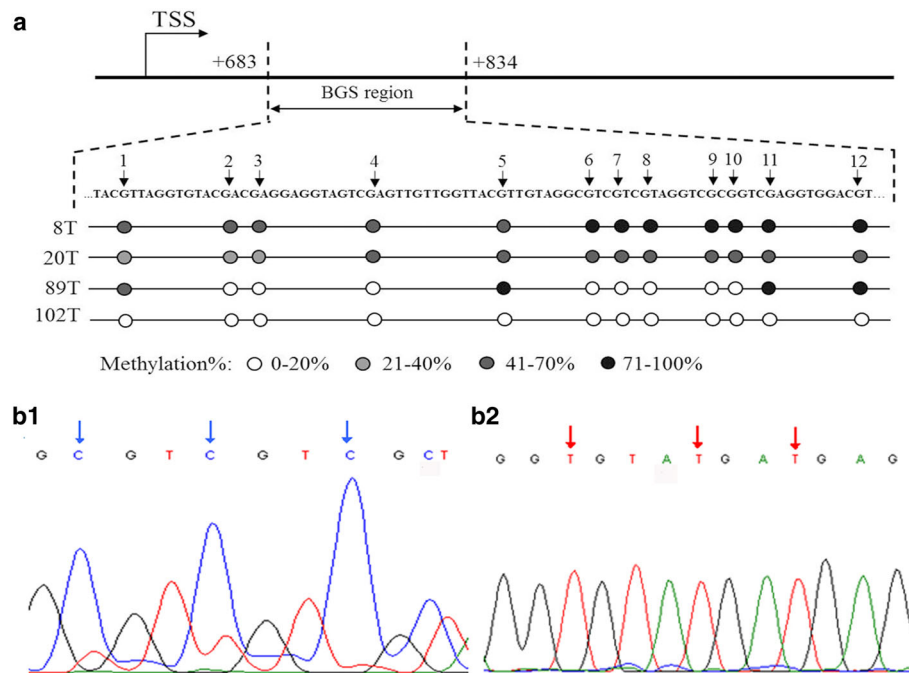 a
TSS
+683
+834
BGS region
1 2 3 4 5 6 7 8 9 10 11 12
...TACGTTAGGTGTACGACGAGGAGGTAGTCGAGTTGTTGGTTACGTTGTAGGCGTCGTCGTAGGTCGCGGTCGAGGTGGACGT...
8T
20T
89T
102T
Methylation%: 0-20% 21-40% 41-70% 71-100%
b1
G C G T C G T C G C T
b2
G G T G T A T G A T G A G